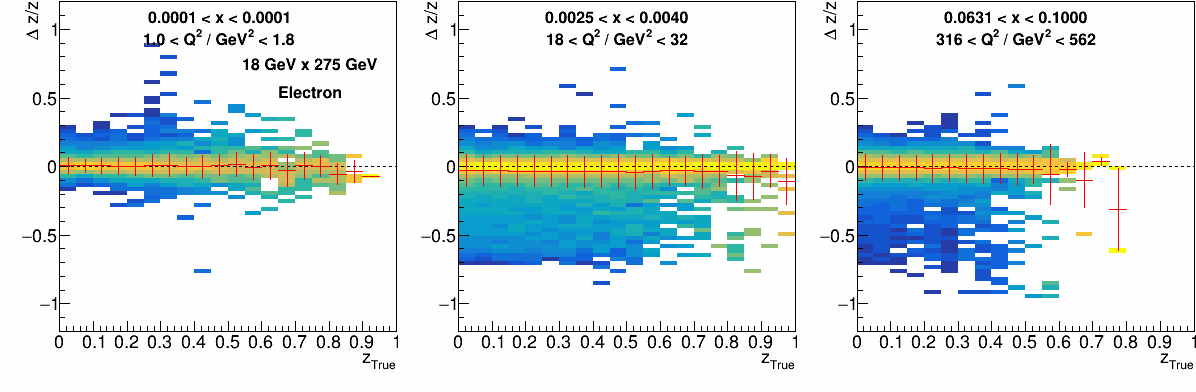 Δ z/z
0.0001 < x < 0.0001
1.0 < Q² / GeV² < 1.8
18 GeV x 275 GeV
Electron
1
0.5
0
−0.5
−1
0 0.1 0.2 0.3 0.4 0.5 0.6 0.7 0.8 0.9 1
z_True
Δ z/z
0.0025 < x < 0.0040
18 < Q² / GeV² < 32
1
0.5
0
−0.5
−1
0 0.1 0.2 0.3 0.4 0.5 0.6 0.7 0.8 0.9 1
z_True
Δ z/z
0.0631 < x < 0.1000
316 < Q² / GeV² < 562
1
0.5
0
−0.5
−1
0 0.1 0.2 0.3 0.4 0.5 0.6 0.7 0.8 0.9 1
z_True